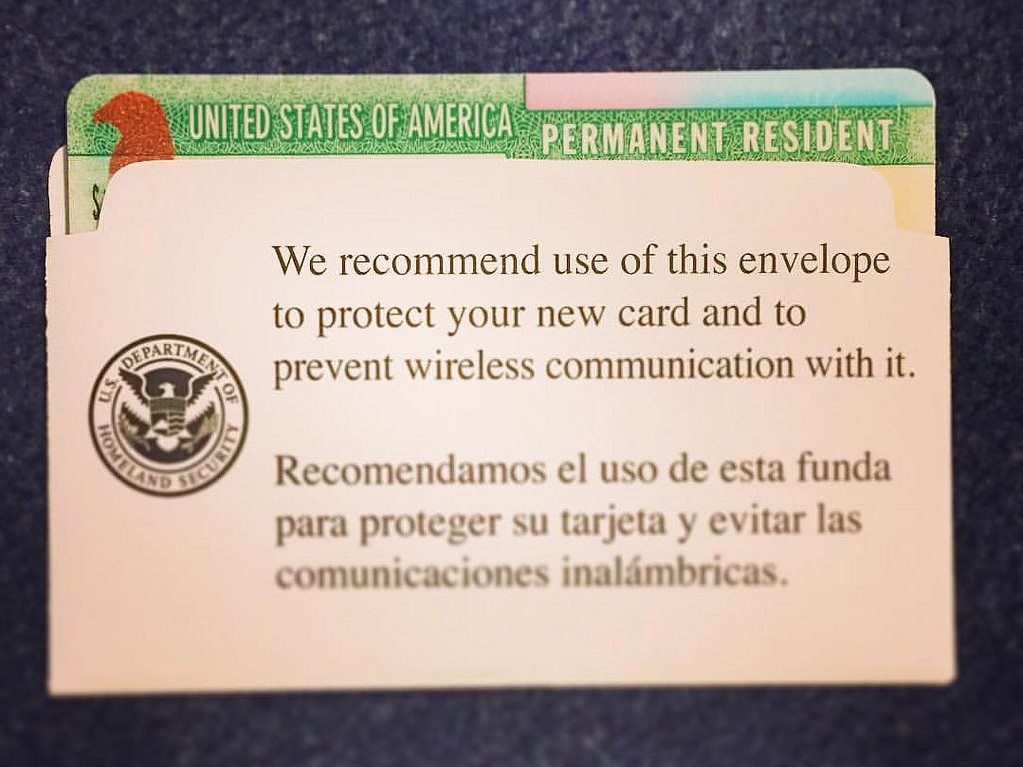 UNITED STATES OF AMERICA
PERMANENT RESIDENT
We recommend use of this envelope
to protect your new card and to
prevent wireless communication with it.
U.S. DEPARTMENT OF
HOMELAND SECURITY
Recomendamos el uso de esta funda
para proteger su tarjeta y evitar las
comunicaciones inalámbricas.